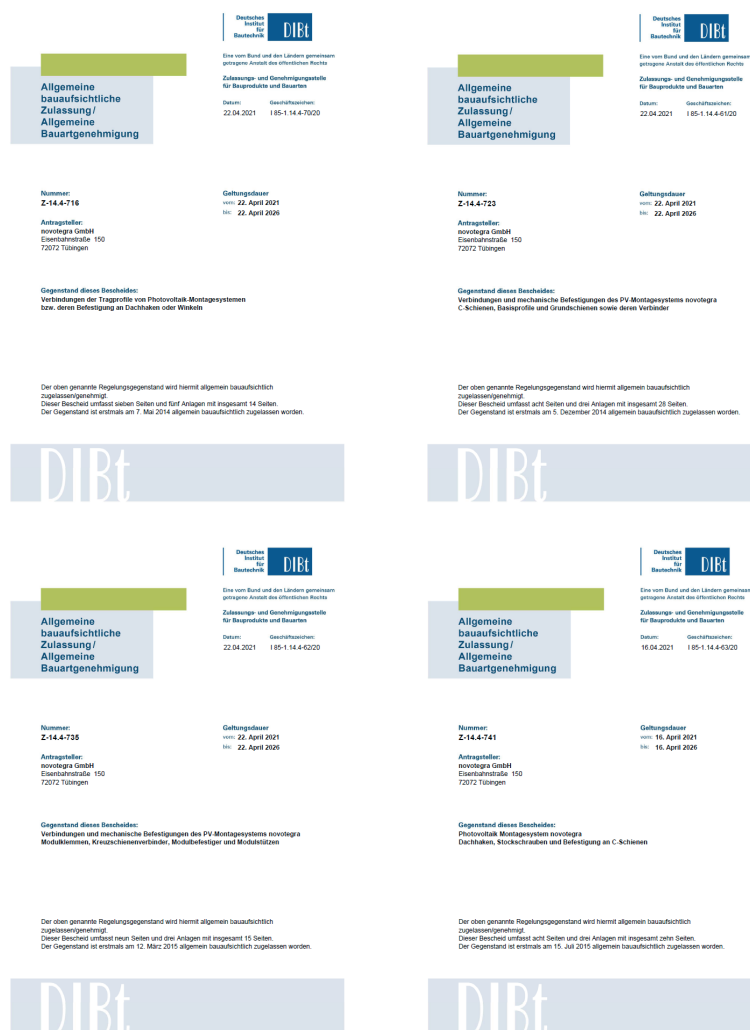 Deutsches
Institut
für
Bautechnik
DIBt
Eine vom Bund und den Ländern gemeinsam
getragene Anstalt des öffentlichen Rechts
Zulassungs- und Genehmigungsstelle
für Bauprodukte und Bauarten
Allgemeine
bauaufsichtliche
Zulassung/
Allgemeine
Bauartgenehmigung
Datum: Geschäftszeichen:
22.04.2021 I 85-1.14.4-70/20
Nummer:
Z-14.4-716
Geltungsdauer
vom: 22. April 2021
bis: 22. April 2026
Antragsteller:
novotegra GmbH
Eisenbahnstraße 150
72072 Tübingen
Gegenstand dieses Bescheides:
Verbindungen der Tragprofile von Photovoltaik-Montagesystemen
bzw. deren Befestigung an Dachhaken oder Winkeln
Der oben genannte Regelungsgegenstand wird hiermit allgemein bauaufsichtlich
zugelassen/genehmigt.
Dieser Bescheid umfasst sieben Seiten und fünf Anlagen mit insgesamt 14 Seiten.
Der Gegenstand ist erstmals am 7. Mai 2014 allgemein bauaufsichtlich zugelassen worden.
DIBt
Deutsches
Institut
für
Bautechnik
DIBt
Eine vom Bund und den Ländern gemeinsam
getragene Anstalt des öffentlichen Rechts
Zulassungs- und Genehmigungsstelle
für Bauprodukte und Bauarten
Allgemeine
bauaufsichtliche
Zulassung/
Allgemeine
Bauartgenehmigung
Datum: Geschäftszeichen:
22.04.2021 I 85-1.14.4-61/20
Nummer:
Z-14.4-723
Geltungsdauer
vom: 22. April 2021
bis: 22. April 2026
Antragsteller:
novotegra GmbH
Eisenbahnstraße 150
72072 Tübingen
Gegenstand dieses Bescheides:
Verbindungen und mechanische Befestigungen des PV-Montagesystems novotegra
C-Schienen, Basisprofile und Grundschienen sowie deren Verbinder
Der oben genannte Regelungsgegenstand wird hiermit allgemein bauaufsichtlich
zugelassen/genehmigt.
Dieser Bescheid umfasst acht Seiten und drei Anlagen mit insgesamt 28 Seiten.
Der Gegenstand ist erstmals am 5. Dezember 2014 allgemein bauaufsichtlich zugelassen worden.
DIBt
Deutsches
Institut
für
Bautechnik
DIBt
Eine vom Bund und den Ländern gemeinsam
getragene Anstalt des öffentlichen Rechts
Zulassungs- und Genehmigungsstelle
für Bauprodukte und Bauarten
Allgemeine
bauaufsichtliche
Zulassung/
Allgemeine
Bauartgenehmigung
Datum: Geschäftszeichen:
22.04.2021 I 85-1.14.4-62/20
Nummer:
Z-14.4-735
Geltungsdauer
vom: 22. April 2021
bis: 22. April 2026
Antragsteller:
novotegra GmbH
Eisenbahnstraße 150
72072 Tübingen
Gegenstand dieses Bescheides:
Verbindungen und mechanische Befestigungen des PV-Montagesystems novotegra
Modulklemmen, Kreuzschienenverbinder, Modulbefestiger und Modulstützen
Der oben genannte Regelungsgegenstand wird hiermit allgemein bauaufsichtlich
zugelassen/genehmigt.
Dieser Bescheid umfasst neun Seiten und drei Anlagen mit insgesamt 15 Seiten.
Der Gegenstand ist erstmals am 12. März 2015 allgemein bauaufsichtlich zugelassen worden.
DIBt
Deutsches
Institut
für
Bautechnik
DIBt
Eine vom Bund und den Ländern gemeinsam
getragene Anstalt des öffentlichen Rechts
Zulassungs- und Genehmigungsstelle
für Bauprodukte und Bauarten
Allgemeine
bauaufsichtliche
Zulassung/
Allgemeine
Bauartgenehmigung
Datum: Geschäftszeichen:
16.04.2021 I 85-1.14.4-63/20
Nummer:
Z-14.4-741
Geltungsdauer
vom: 16. April 2021
bis: 16. April 2026
Antragsteller:
novotegra GmbH
Eisenbahnstraße 150
72072 Tübingen
Gegenstand dieses Bescheides:
Photovoltaik Montagesystem novotegra
Dachhaken, Stockschrauben und Befestigung an C-Schienen
Der oben genannte Regelungsgegenstand wird hiermit allgemein bauaufsichtlich
zugelassen/genehmigt.
Dieser Bescheid umfasst acht Seiten und drei Anlagen mit insgesamt zehn Seiten.
Der Gegenstand ist erstmals am 15. Juli 2015 allgemein bauaufsichtlich zugelassen worden.
DIBt